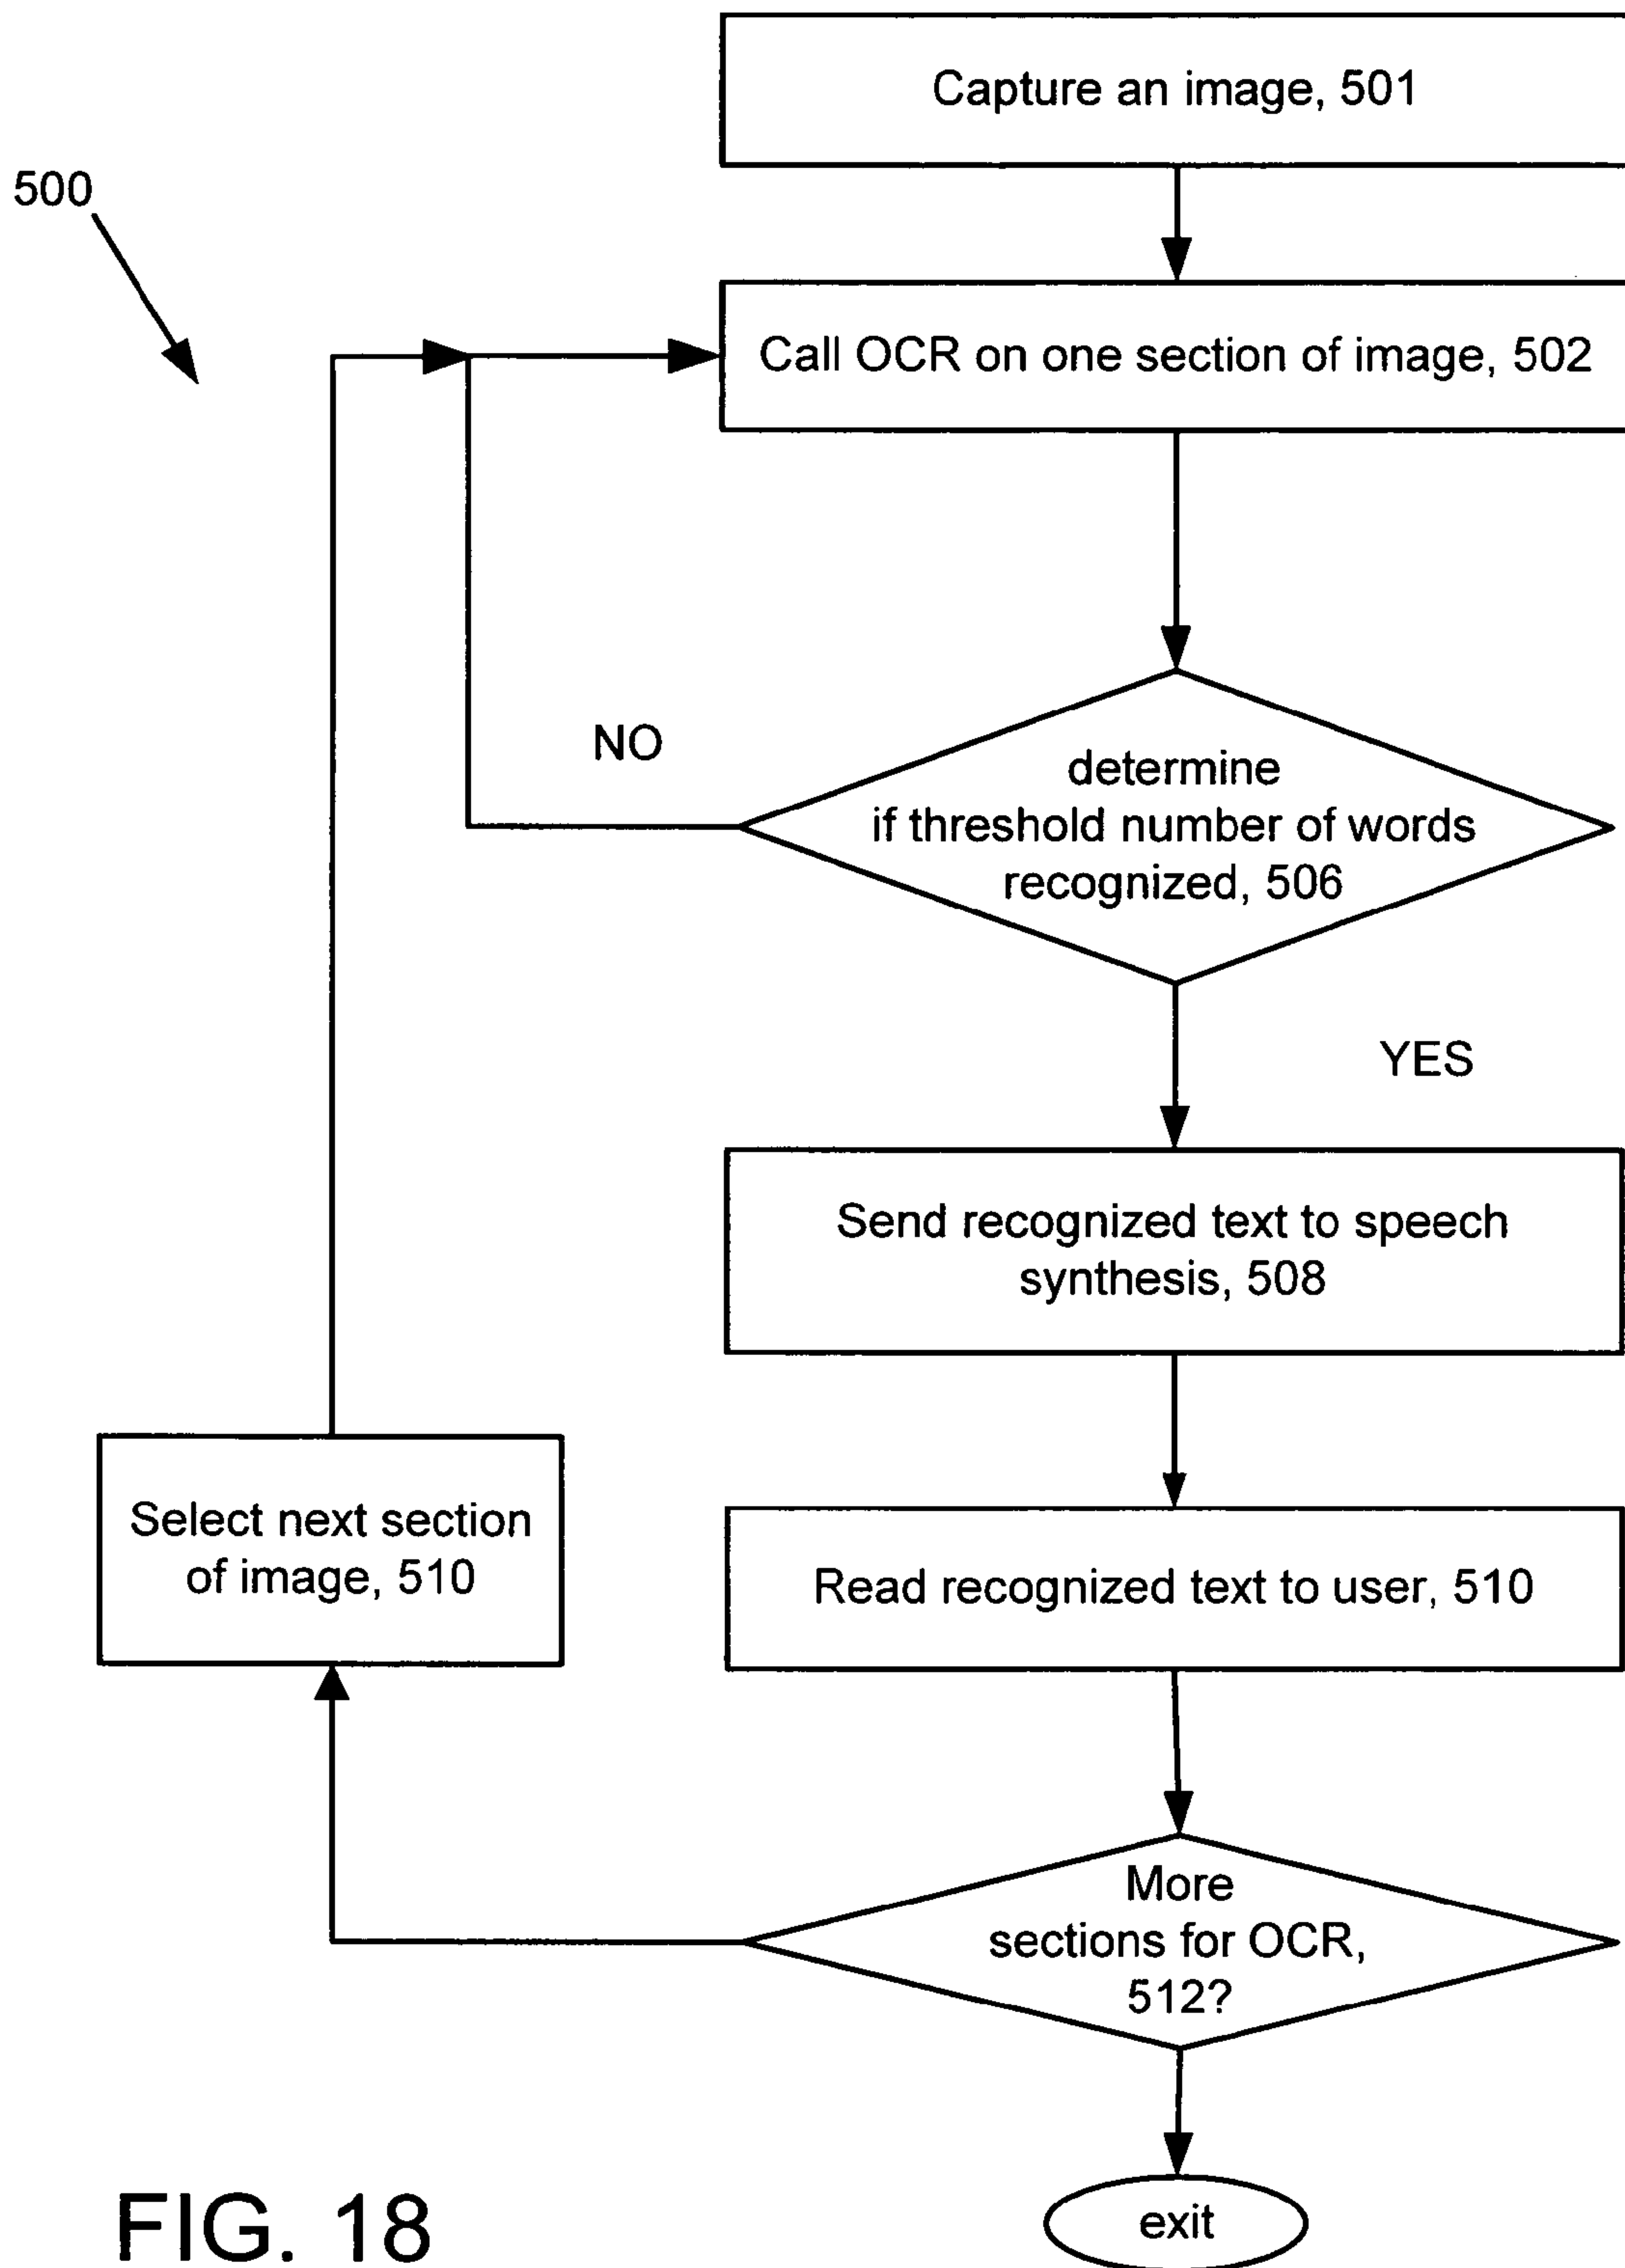 Capture an image, 501
500
Call OCR on one section of image, 502
NO
determine
if threshold number of words
recognized, 506
YES
Send recognized text to speech
synthesis, 508
Select next section
of image, 510
Read recognized text to user, 510
More
sections for OCR,
512?
exit
FIG. 18